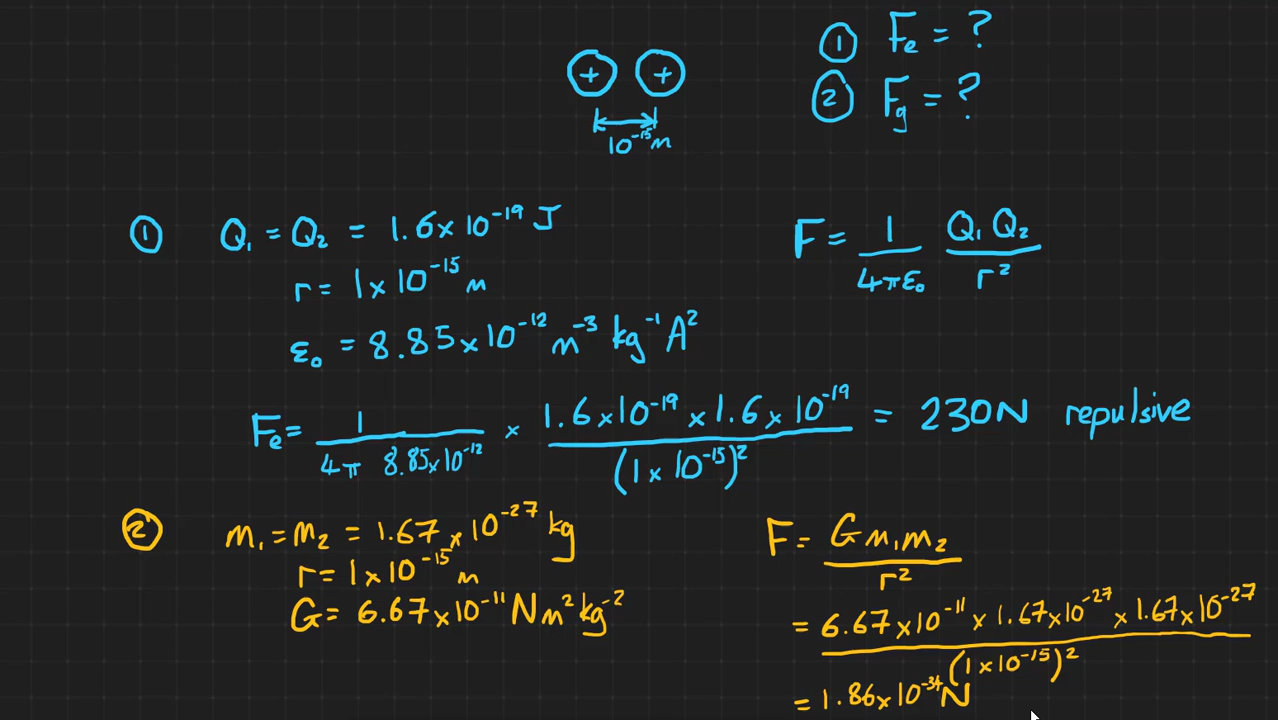 ① Fe = ?
② Fg = ?
+ +
10⁻¹⁵m
① Q₁ = Q₂ = 1.6×10⁻¹⁹ J
F = 1/4πε₀ Q₁Q₂/r²
r = 1×10⁻¹⁵ m
ε₀ = 8.85×10⁻¹² m⁻³ kg⁻¹ A²
Fe = 1/4π 8.85×10⁻¹² × 1.6×10⁻¹⁹ × 1.6×10⁻¹⁹/(1×10⁻¹⁵)² = 230N repulsive
② m₁ = m₂ = 1.67×10⁻²⁷ kg
F = Gm₁m₂/r²
r = 1×10⁻¹⁵ m
G = 6.67×10⁻¹¹ Nm² kg⁻²
= 6.67×10⁻¹¹ × 1.67×10⁻²⁷ × 1.67×10⁻²⁷/(1×10⁻¹⁵)²
= 1.86×10⁻³⁴ N